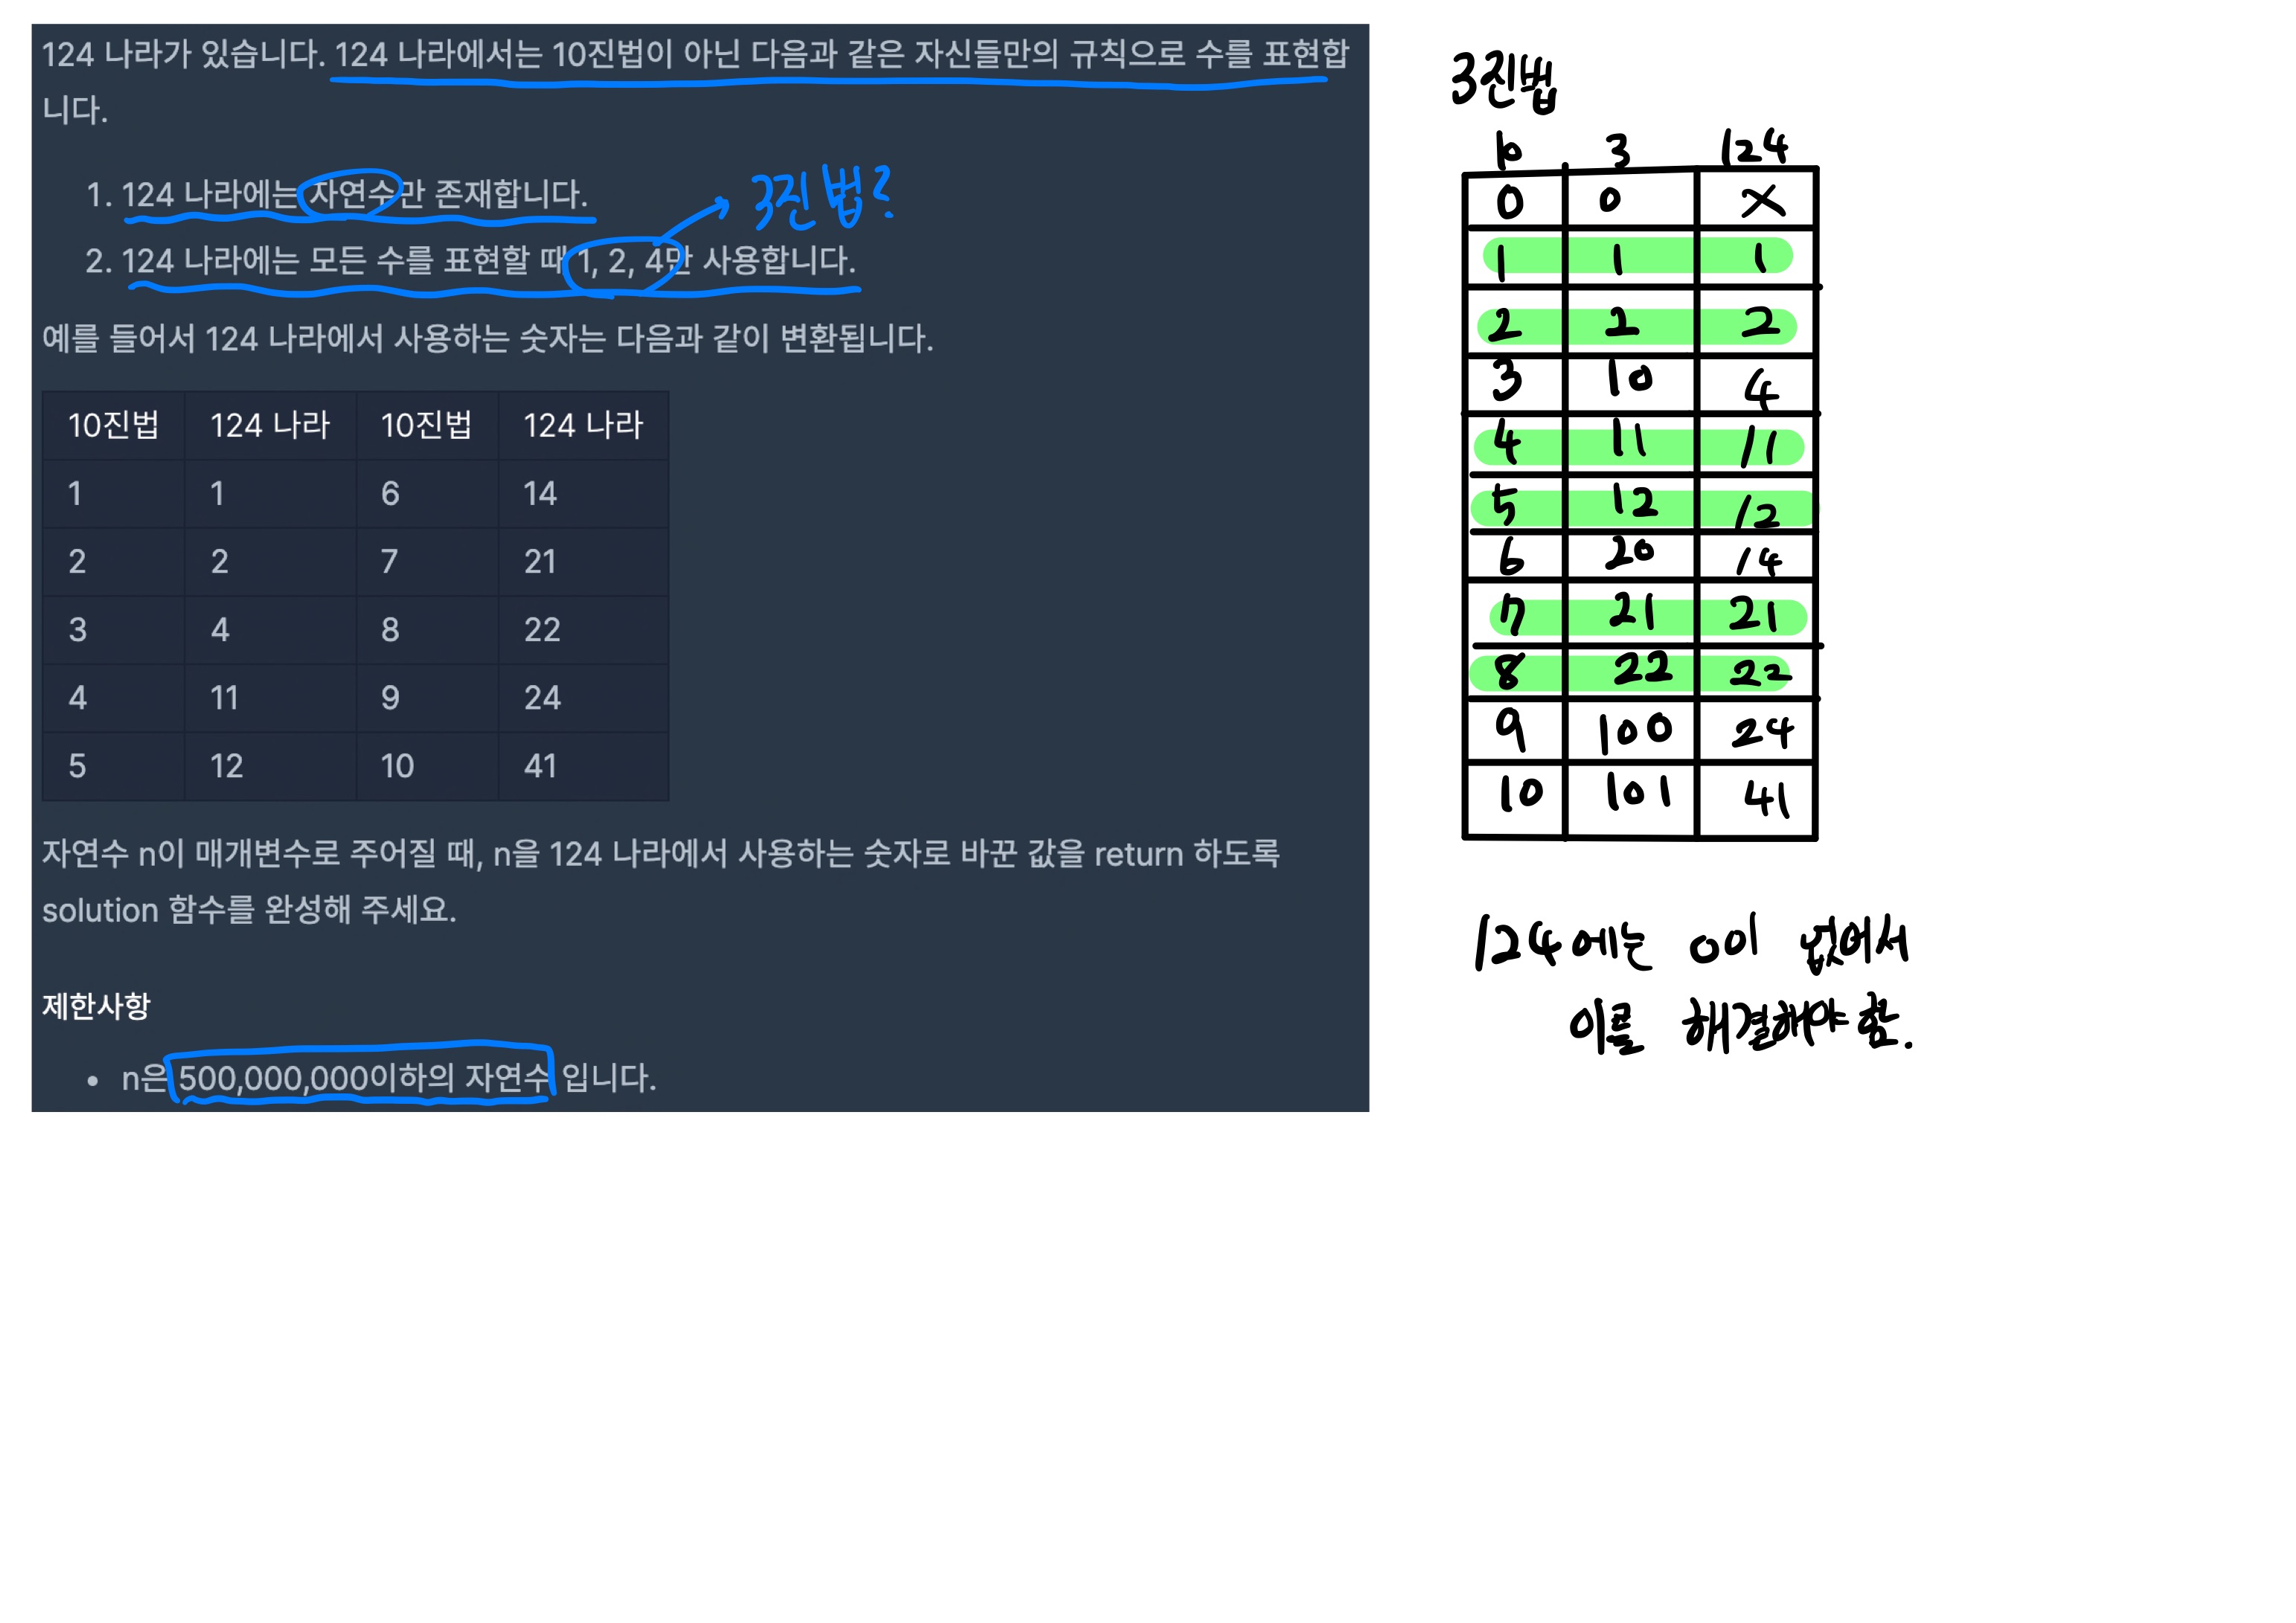 124 나라가 있습니다. 124 나라에서는 10진법이 아닌 다음과 같은 자신들만의 규칙으로 수를 표현합
니다.
1. 124 나라에는 자연수만 존재합니다.
2. 124 나라에는 모든 수를 표현할 때 1, 2, 4만 사용합니다.
3진법?
예를 들어서 124 나라에서 사용하는 숫자는 다음과 같이 변환됩니다.
10진법 124 나라 10진법 124 나라
1 1 6 14
2 2 7 21
3 4 8 22
4 11 9 24
5 12 10 41
자연수 n이 매개변수로 주어질 때, n을 124 나라에서 사용하는 숫자로 바꾼 값을 return 하도록
solution 함수를 완성해 주세요.
제한사항
• n은 500,000,000이하의 자연수 입니다.
3진법
10 3 124
0 0 X
1 1 1
2 2 2
3 10 4
4 11 11
5 12 12
6 20 14
7 21 21
8 22 22
9 100 24
10 101 41
124에는 0이 없어서
이를 해결해야 함.